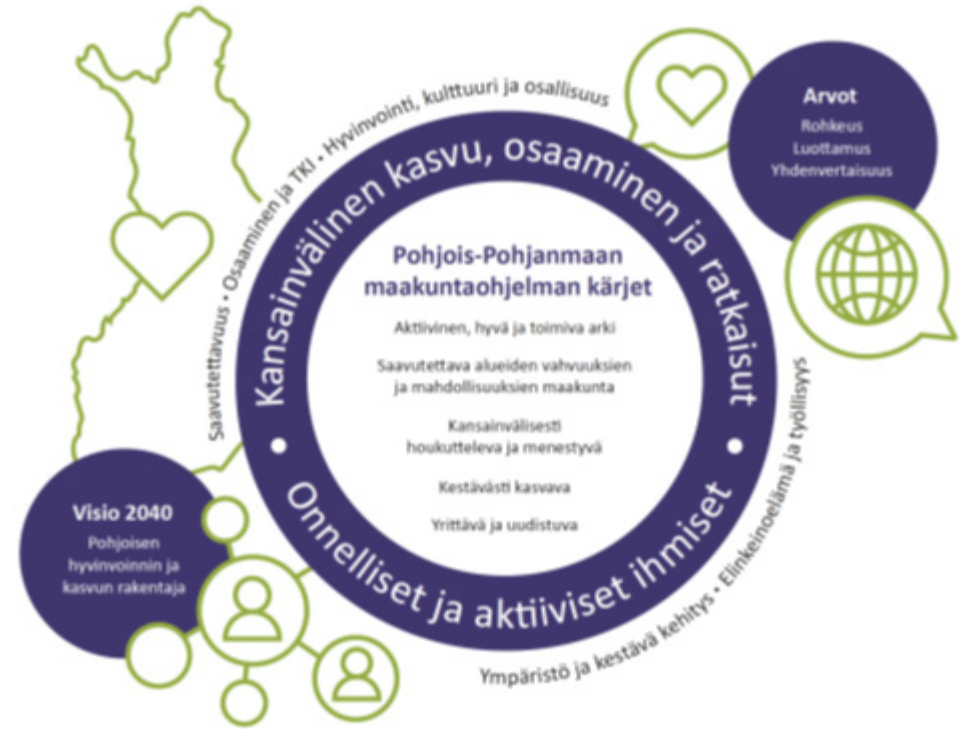 Arvot
Rohkeus
Luottamus
Yhdenvertaisuus
Saavutettavuus • Osaaminen ja TKI • Hyvinvointi, kulttuuri ja osallisuus
Kansainvälinen kasvu, osaaminen ja ratkaisut
Pohjois-Pohjanmaan
maakuntaohjelman kärjet
Aktiivinen, hyvä ja toimiva arki
Saavutettava alueiden vahvuuksien
ja mahdollisuuksien maakunta
Kansainvälisesti
houkutteleva ja menestyvä
Kestävästi kasvava
Yrittävä ja uudistuva
Onnelliset ja aktiiviset ihmiset
Ympäristö ja kestävä kehitys • Elinkeinoelämä ja työllisyys
Visio 2040
Pohjoisen
hyvinvoinnin ja
kasvun rakentaja